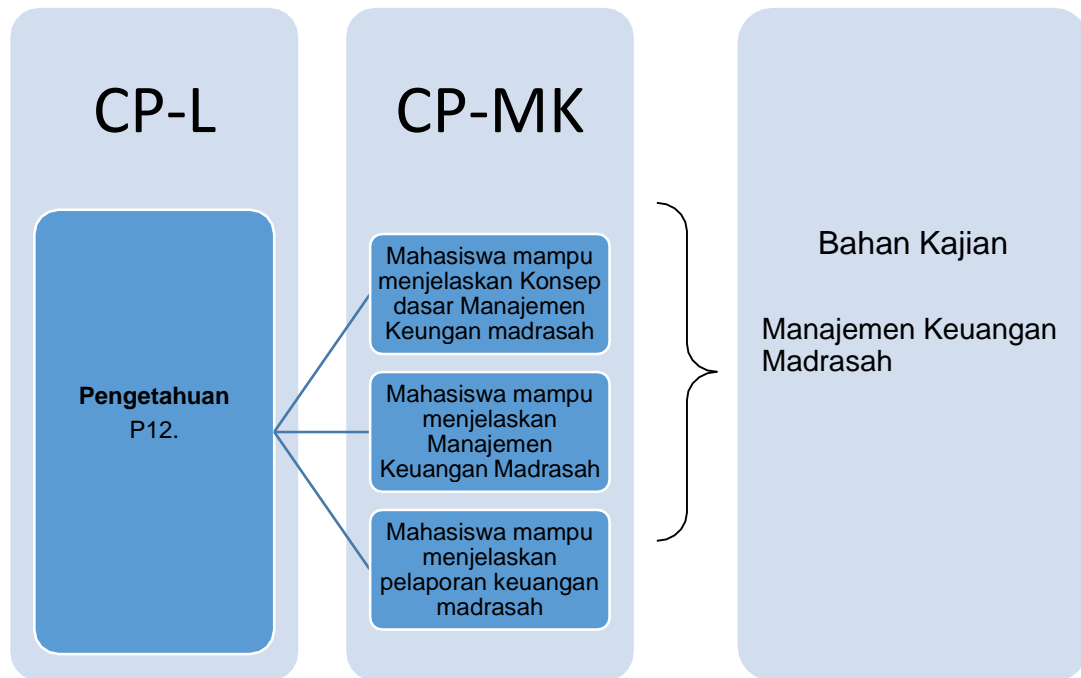 CP-L
Pengetahuan
P12.
CP-MK
Mahasiswa mampu
menjelaskan Konsep
dasar Manajemen
Keungan madrasah
Mahasiswa mampu
menjelaskan
Manajemen
Keuangan Madrasah
Mahasiswa mampu
menjelaskan
pelaporan keuangan
madrasah
Bahan Kajian
Manajemen Keuangan
Madrasah